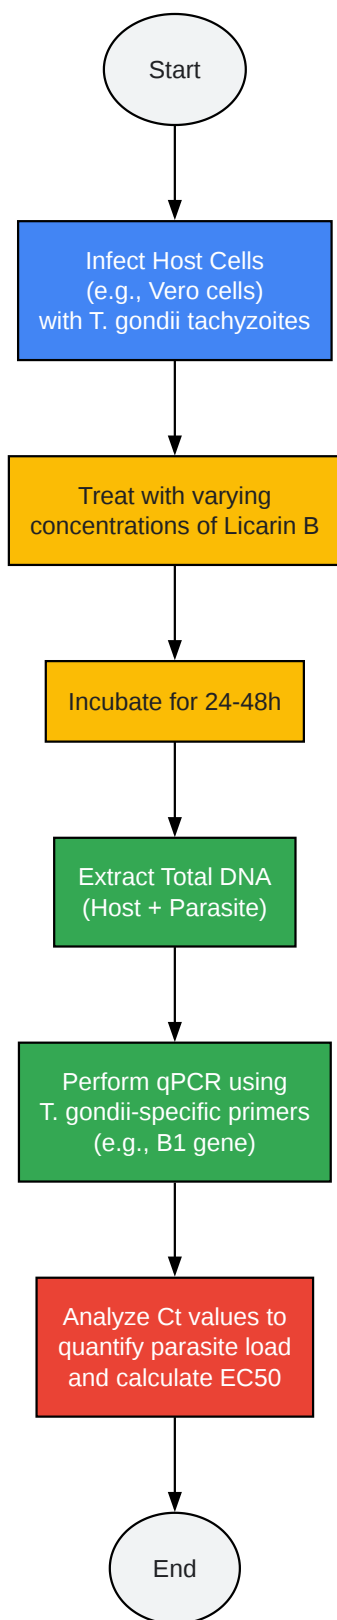 Start
Infect Host Cells
(e.g., Vero cells)
with T. gondii tachyzoites
Treat with varying
concentrations of Licarin B
Incubate for 24-48h
Extract Total DNA
(Host + Parasite)
Perform qPCR using
T. gondii-specific primers
(e.g., B1 gene)
Analyze Ct values to
quantify parasite load
and calculate EC50
End